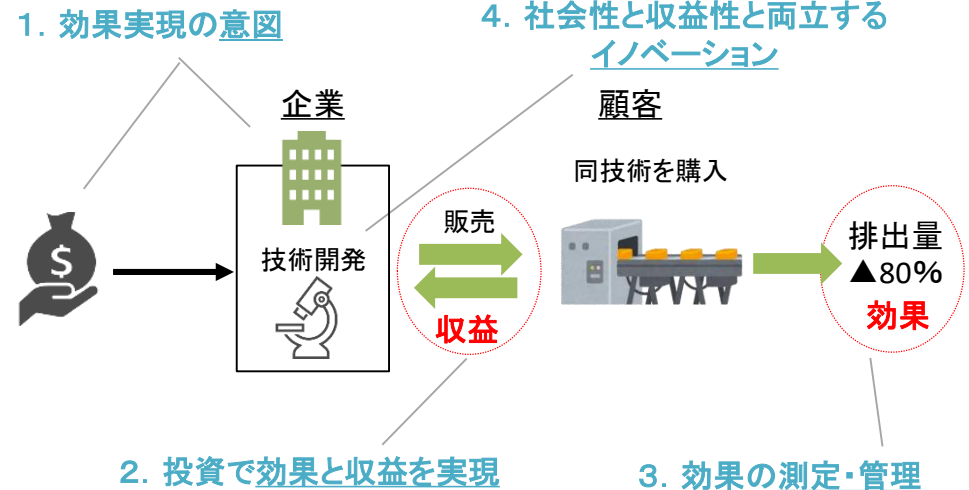 1．効果実現の意図
4．社会性と収益性と両立する
イノベーション
企業
顧客
同技術を購入
販売
技術開発
収益
$
排出量
▲80％
効果
2．投資で効果と収益を実現
3．効果の測定・管理